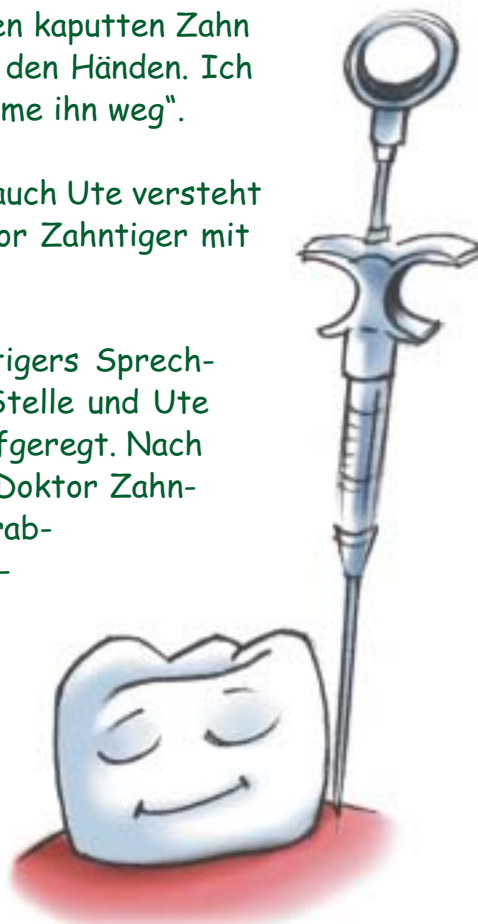 en kaputten Zahn
den Händen. Ich
me ihn weg“.
auch Ute versteht
or Zahntiger mit
tigers Sprech-
Stelle und Ute
fgeregt. Nach
Doktor Zahn-
rab-
-